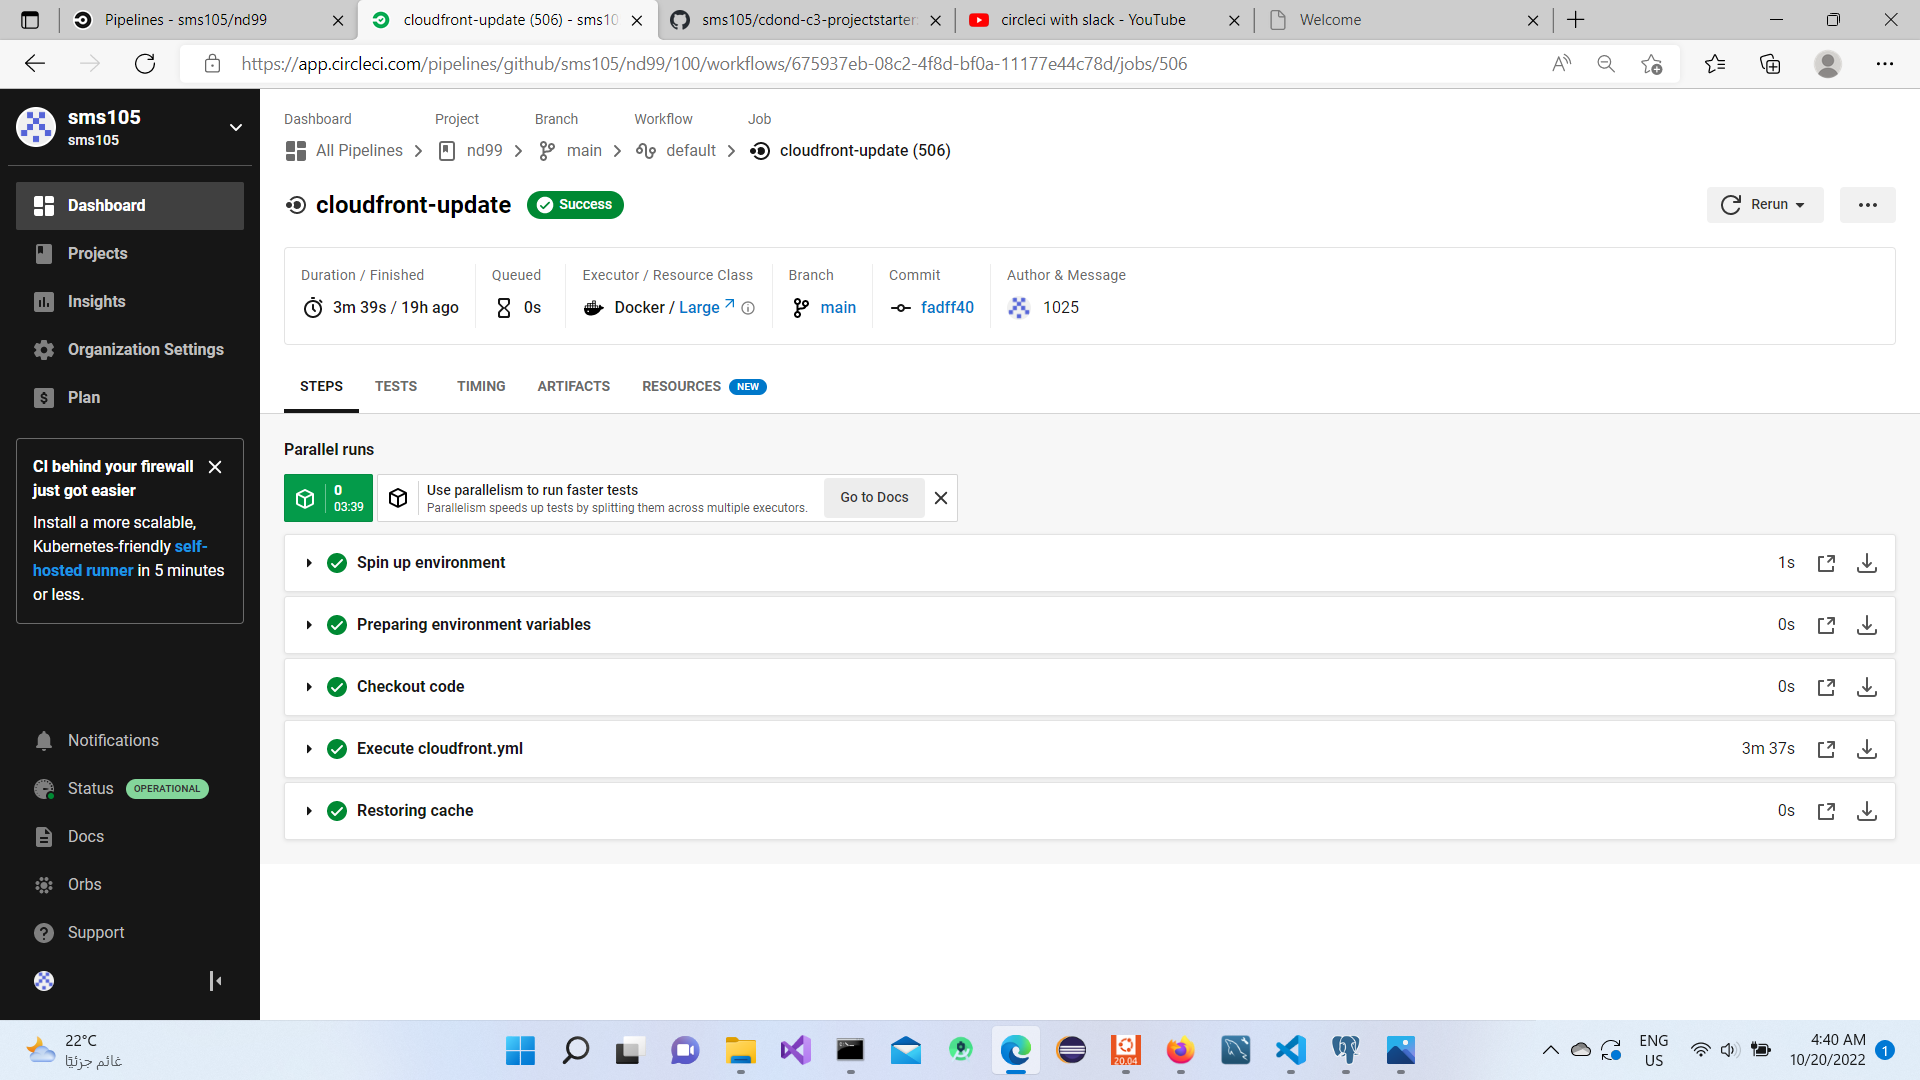 Pipelines - sms105/nd99
cloudfront-update (506) - sms10
sms105/cdond-c3-projectstarter
circleci with slack - YouTube
Welcome
https://app.circleci.com/pipelines/github/sms105/nd99/100/workflows/675937eb-08c2-4f8d-bf0a-11177e44c78d/jobs/506
sms105
sms105
Dashboard
Projects
Insights
Organization Settings
Plan
CI behind your firewall
just got easier
Install a more scalable,
Kubernetes-friendly self-
hosted runner in 5 minutes
or less.
Notifications
Status OPERATIONAL
Docs
Orbs
Support
Dashboard Project Branch Workflow Job
All Pipelines nd99 main default cloudfront-update (506)
cloudfront-update Success
Rerun
Duration / Finished Queued Executor / Resource Class Branch Commit Author & Message
3m 39s / 19h ago 0s Docker / Large main fadff40 1025
STEPS TESTS TIMING ARTIFACTS RESOURCES NEW
Parallel runs
0
03:39
Use parallelism to run faster tests
Parallelism speeds up tests by splitting them across multiple executors.
Go to Docs
Spin up environment 1s
Preparing environment variables 0s
Checkout code 0s
Execute cloudfront.yml 3m 37s
Restoring cache 0s
22°C
غائم جزئيًا
20.04
ENG
US
4:40 AM
10/20/2022
1